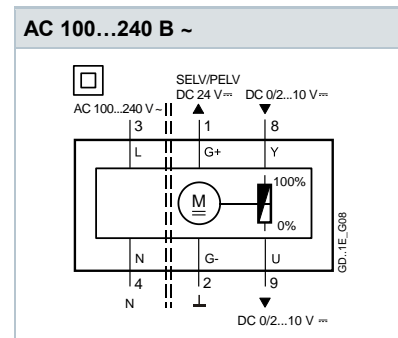 AC 100...240 В ~
SELV/PELV
AC 100...240 V ~ DC 24 V⎓ DC 0/2...10 V⎓
3 1 8
L G+ Y
M 100%
0%
N G- U
4 2 9
N
DC 0/2...10 V ⎓
GD..1E_G08